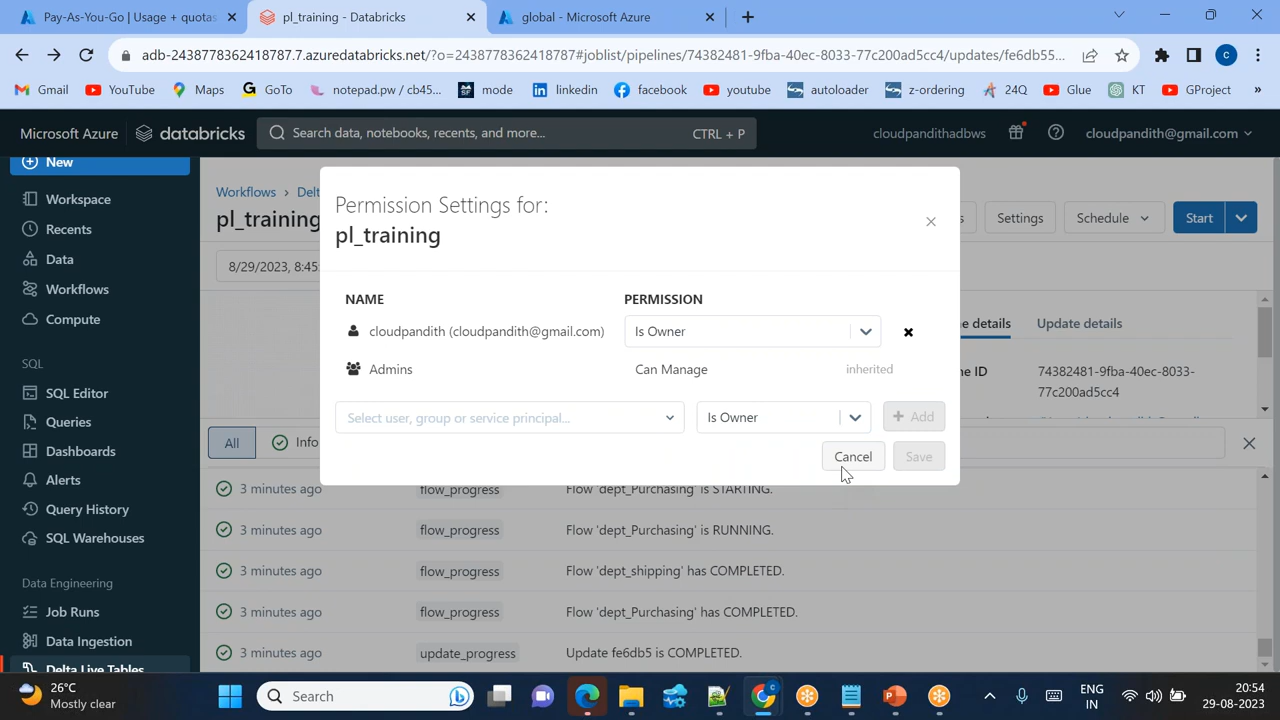 Pay-As-You-Go | Usage + quotas
pl_training - Databricks
global - Microsoft Azure
adb-2438778362418787.7.azuredatabricks.net/?o=2438778362418787#joblist/pipelines/74382481-9fba-40ec-8033-77c200ad5cc4/updates/fe6db55...
C
Gmail
YouTube
Maps
GoTo
notepad.pw / cb45...
mode
linkedin
facebook
youtube
autoloader
z-ordering
24Q
Glue
KT
GProject
»
Microsoft Azure
databricks
Search data, notebooks, recents, and more...
CTRL + P
cloudpandithadbws
cloudpandith@gmail.com
New
Workspace
Recents
Data
Workflows
Compute
SQL
SQL Editor
Queries
Dashboards
Alerts
Query History
SQL Warehouses
Data Engineering
Job Runs
Data Ingestion
Delta Live Tables
Workflows › Delt
pl_training
s
Settings
Schedule
Start
8/29/2023, 8:45:
Permission Settings for:
pl_training
NAME
PERMISSION
cloudpandith (cloudpandith@gmail.com)
Is Owner
Admins
Can Manage
inherited
Select user, group or service principal...
Is Owner
+ Add
Cancel
Save
e details
Update details
ne ID
74382481-9fba-40ec-8033-
77c200ad5cc4
All
Info
3 minutes ago
flow_progress
Flow 'dept_Purchasing' is STARTING.
3 minutes ago
flow_progress
Flow 'dept_Purchasing' is RUNNING.
3 minutes ago
flow_progress
Flow 'dept_shipping' has COMPLETED.
3 minutes ago
flow_progress
Flow 'dept_Purchasing' has COMPLETED.
3 minutes ago
update_progress
Update fe6db5 is COMPLETED.
26°C
Mostly clear
Search
ENG
IN
20:54
29-08-2023